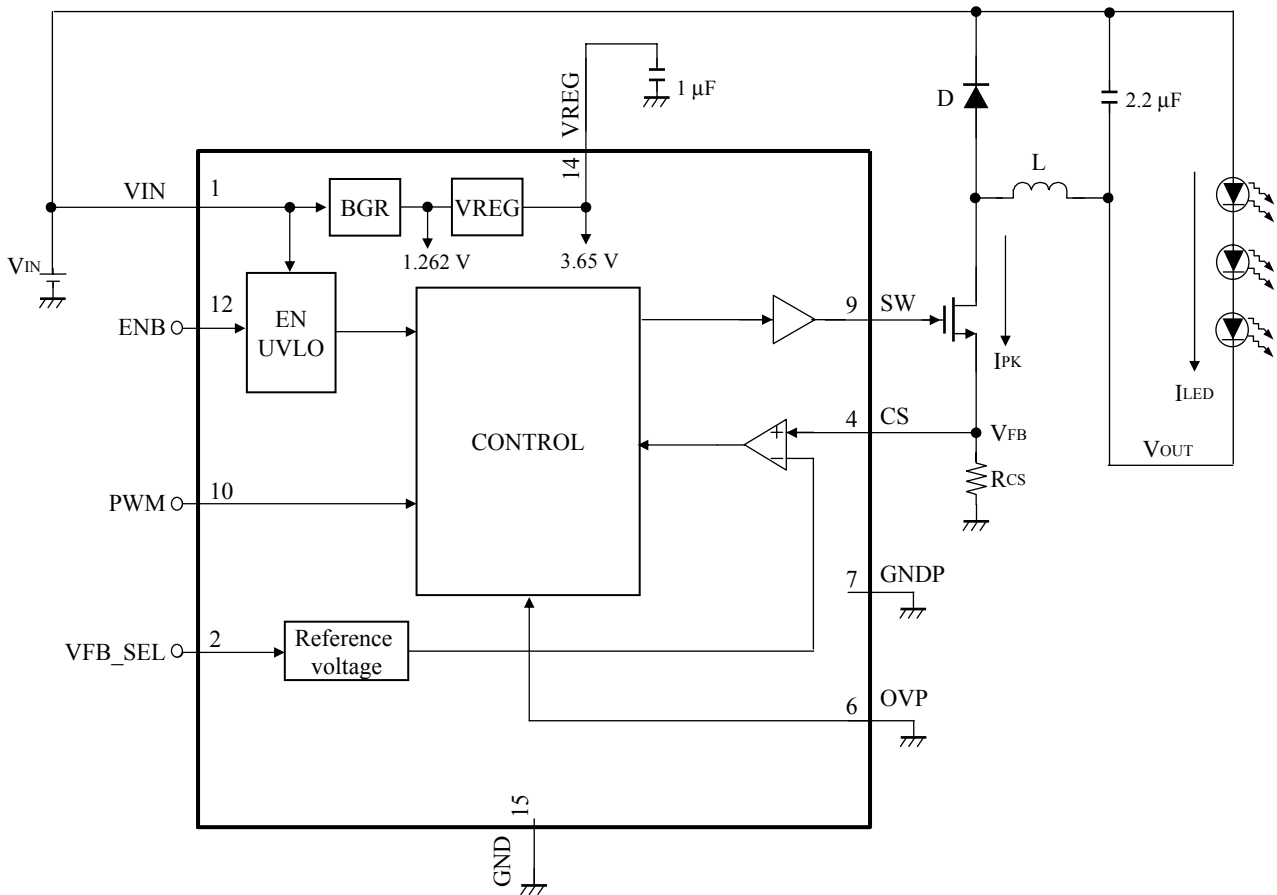 VREG
1 µF
D
2.2 µF
L
14
VIN
1
BGR
VREG
1.262 V
3.65 V
VIN
12
ENB
EN
UVLO
9
SW
IPK
ILED
4
CS
VFB
VOUT
CONTROL
RCS
PWM
10
7
GNDP
VFB_SEL
2
Reference
voltage
6
OVP
15
GND